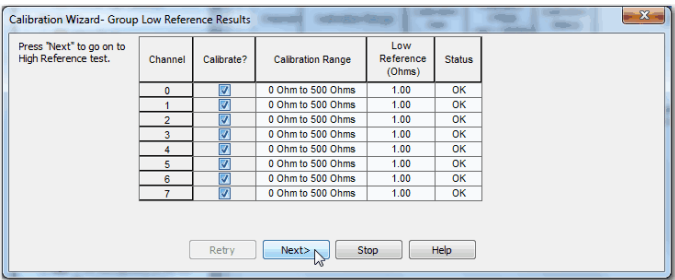 Calibration Wizard- Group Low Reference Results
Press "Next" to go on to
High Reference test.
Channel Calibrate? Calibration Range Low Reference (Ohms) Status
0 0 Ohm to 500 Ohms 1.00 OK
1 0 Ohm to 500 Ohms 1.00 OK
2 0 Ohm to 500 Ohms 1.00 OK
3 0 Ohm to 500 Ohms 1.00 OK
4 0 Ohm to 500 Ohms 1.00 OK
5 0 Ohm to 500 Ohms 1.00 OK
6 0 Ohm to 500 Ohms 1.00 OK
7 0 Ohm to 500 Ohms 1.00 OK
Retry Next> Stop Help